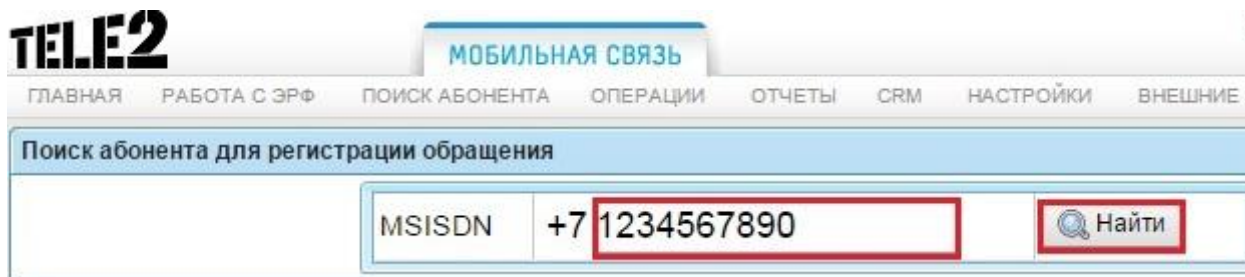 TELE2
МОБИЛЬНАЯ СВЯЗЬ
ГЛАВНАЯ РАБОТА С ЭРФ ПОИСК АБОНЕНТА ОПЕРАЦИИ ОТЧЕТЫ CRM НАСТРОЙКИ ВНЕШНИЕ
Поиск абонента для регистрации обращения
MSISDN +7 1234567890 Найти